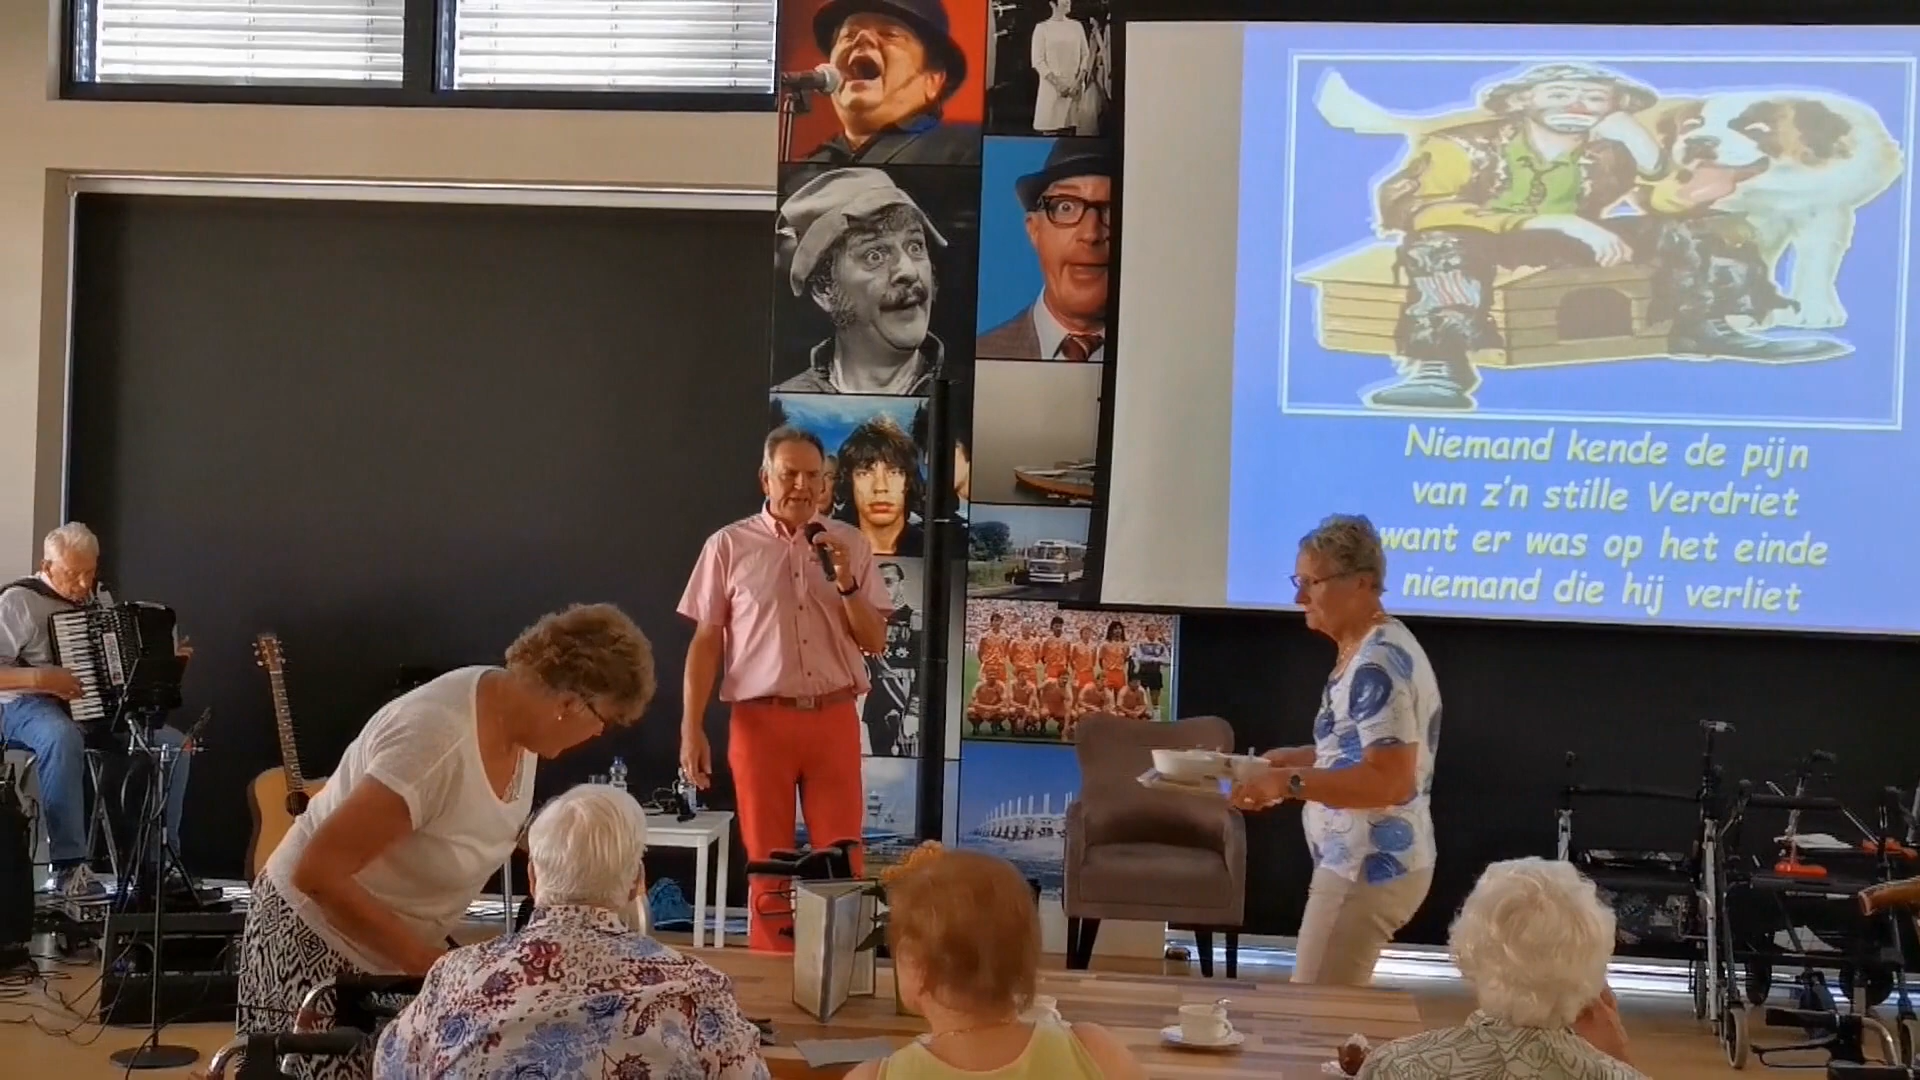 Niemand kende de pijn
van z'n stille Verdriet
want er was op het einde
niemand die hij verliet